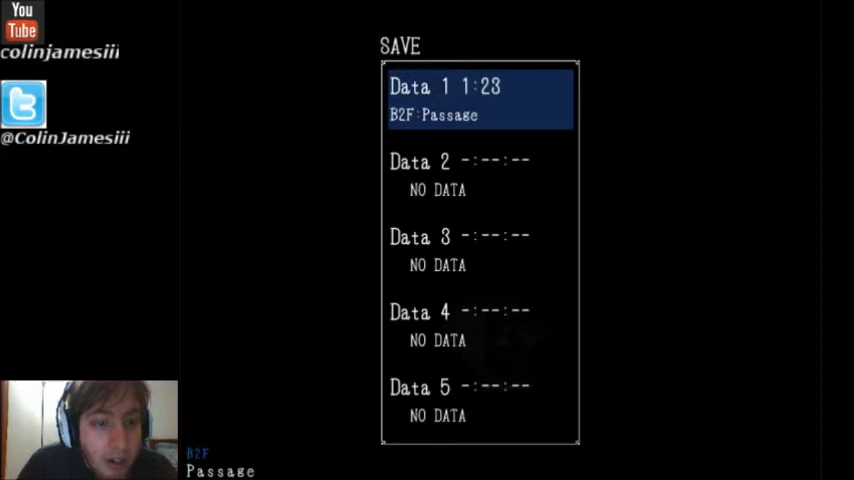 You
Tube
colinjamesiii
@ColinJamesiii
SAVE
Data 1 1:23
B2F:Passage
Data 2 -:--:--
NO DATA
Data 3 -:--:--
NO DATA
Data 4 -:--:--
NO DATA
Data 5 -:--:--
NO DATA
B2F
Passage